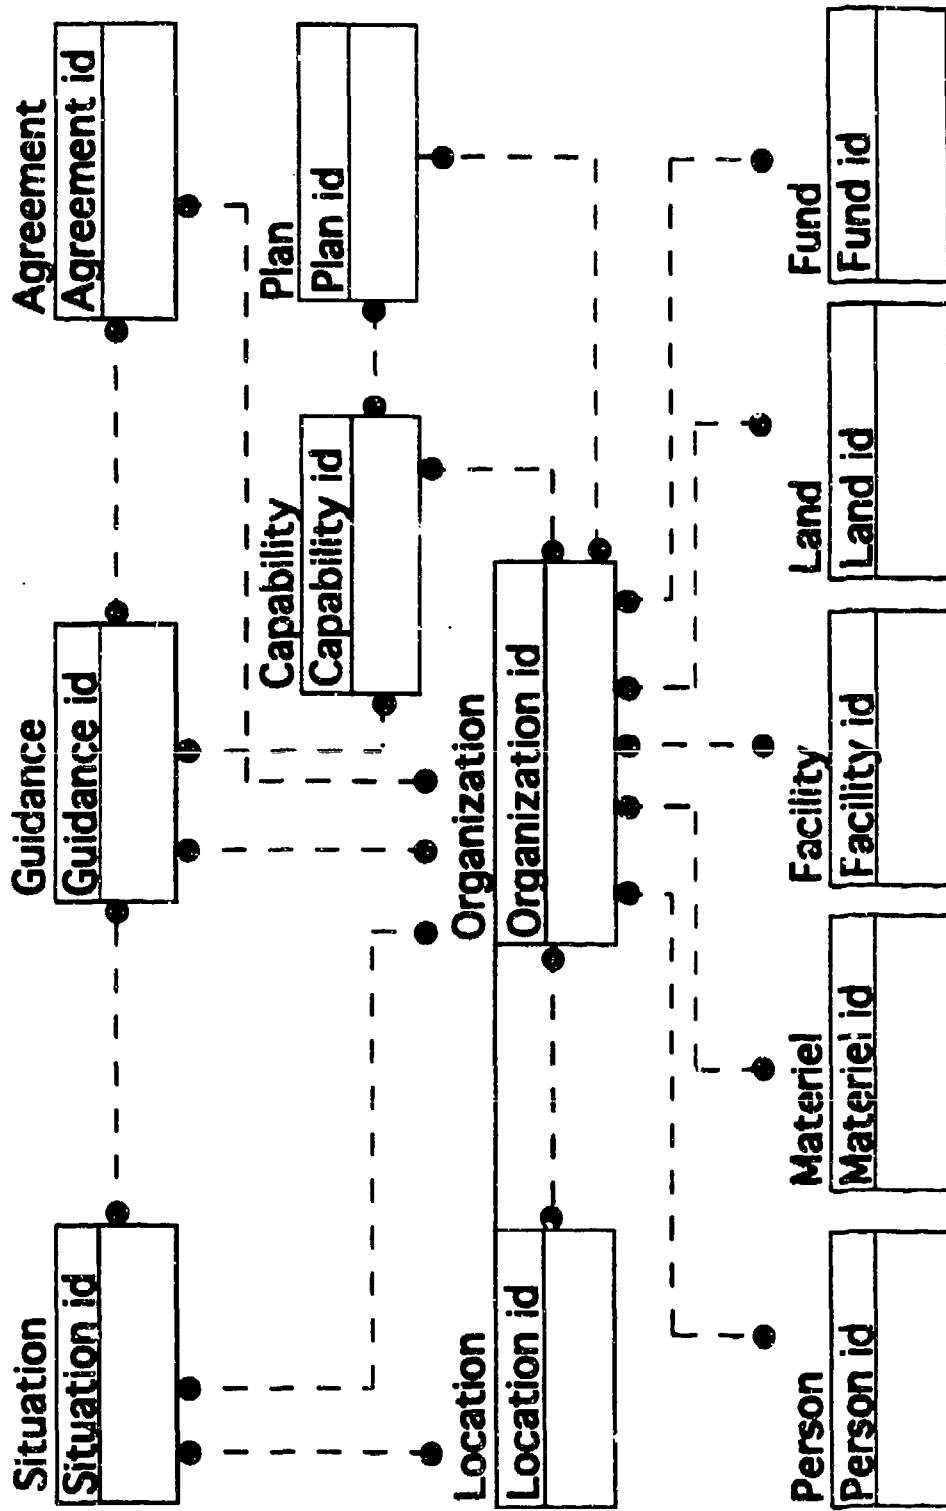 Situation
Situation id
Guidance
Guidance id
Agreement
Agreement id
Capability
Capability id
Plan
Plan id
Location
Location id
Organization
Organization id
Person
Person id
Materiel
Materiel id
Facility
Facility id
Land
Land id
Fund
Fund id